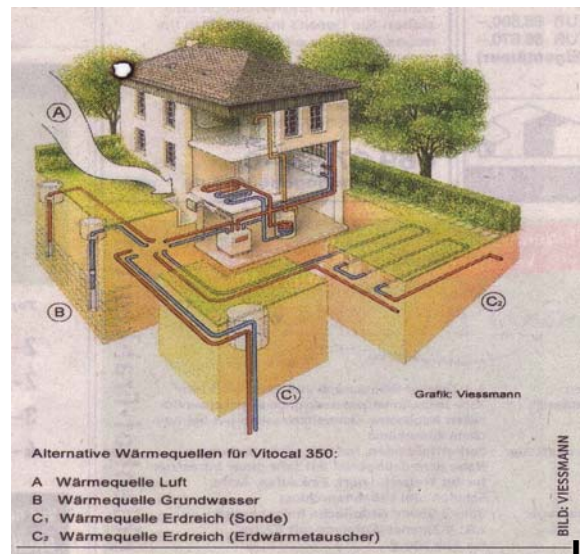 A
B
C₁
C₂
Grafik: Viessmann
Alternative Wärmequellen für Vitocal 350:
A Wärmequelle Luft
B Wärmequelle Grundwasser
C₁ Wärmequelle Erdreich (Sonde)
C₂ Wärmequelle Erdreich (Erdwärmetauscher)
BILD: VIESSMANN